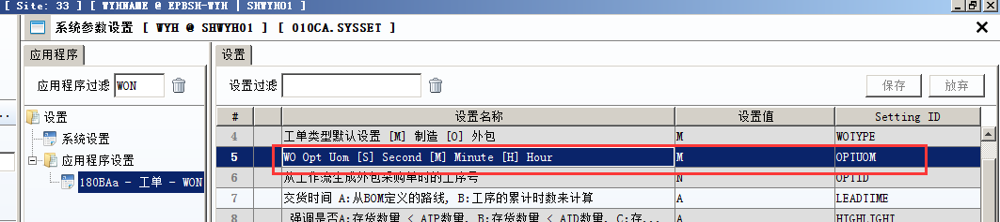 [ Site: 33 ] [ WYHNAME @ EPBSH-WYH | SHWYH01 ]
系统参数设置 [ WYH @ SHWYH01 ] [ 010CA.SYSSET ]
应用程序
设置
应用程序过滤 WON
设置过滤
保存
放弃
设置
系统设置
应用程序设置
180BAa - 工单 - WON
# 设置名称 设置值 Setting ID
4 工单类型默认设置 [M] 制造 [O] 外包 M WOTYPE
5 WO Opt Uom [S] Second [M] Minute [H] Hour M OPTUOM
6 从工作流生成外包采购单时的工序号 N OPTID
7 交货时间 A:从BOM定义的路线, B:工序的累计时数来计算 A LEADTIME
8 强调是否A:存货数量 < ATP数量, B:存货数量 < ATD数量, C:存... A HIGHLIGHT